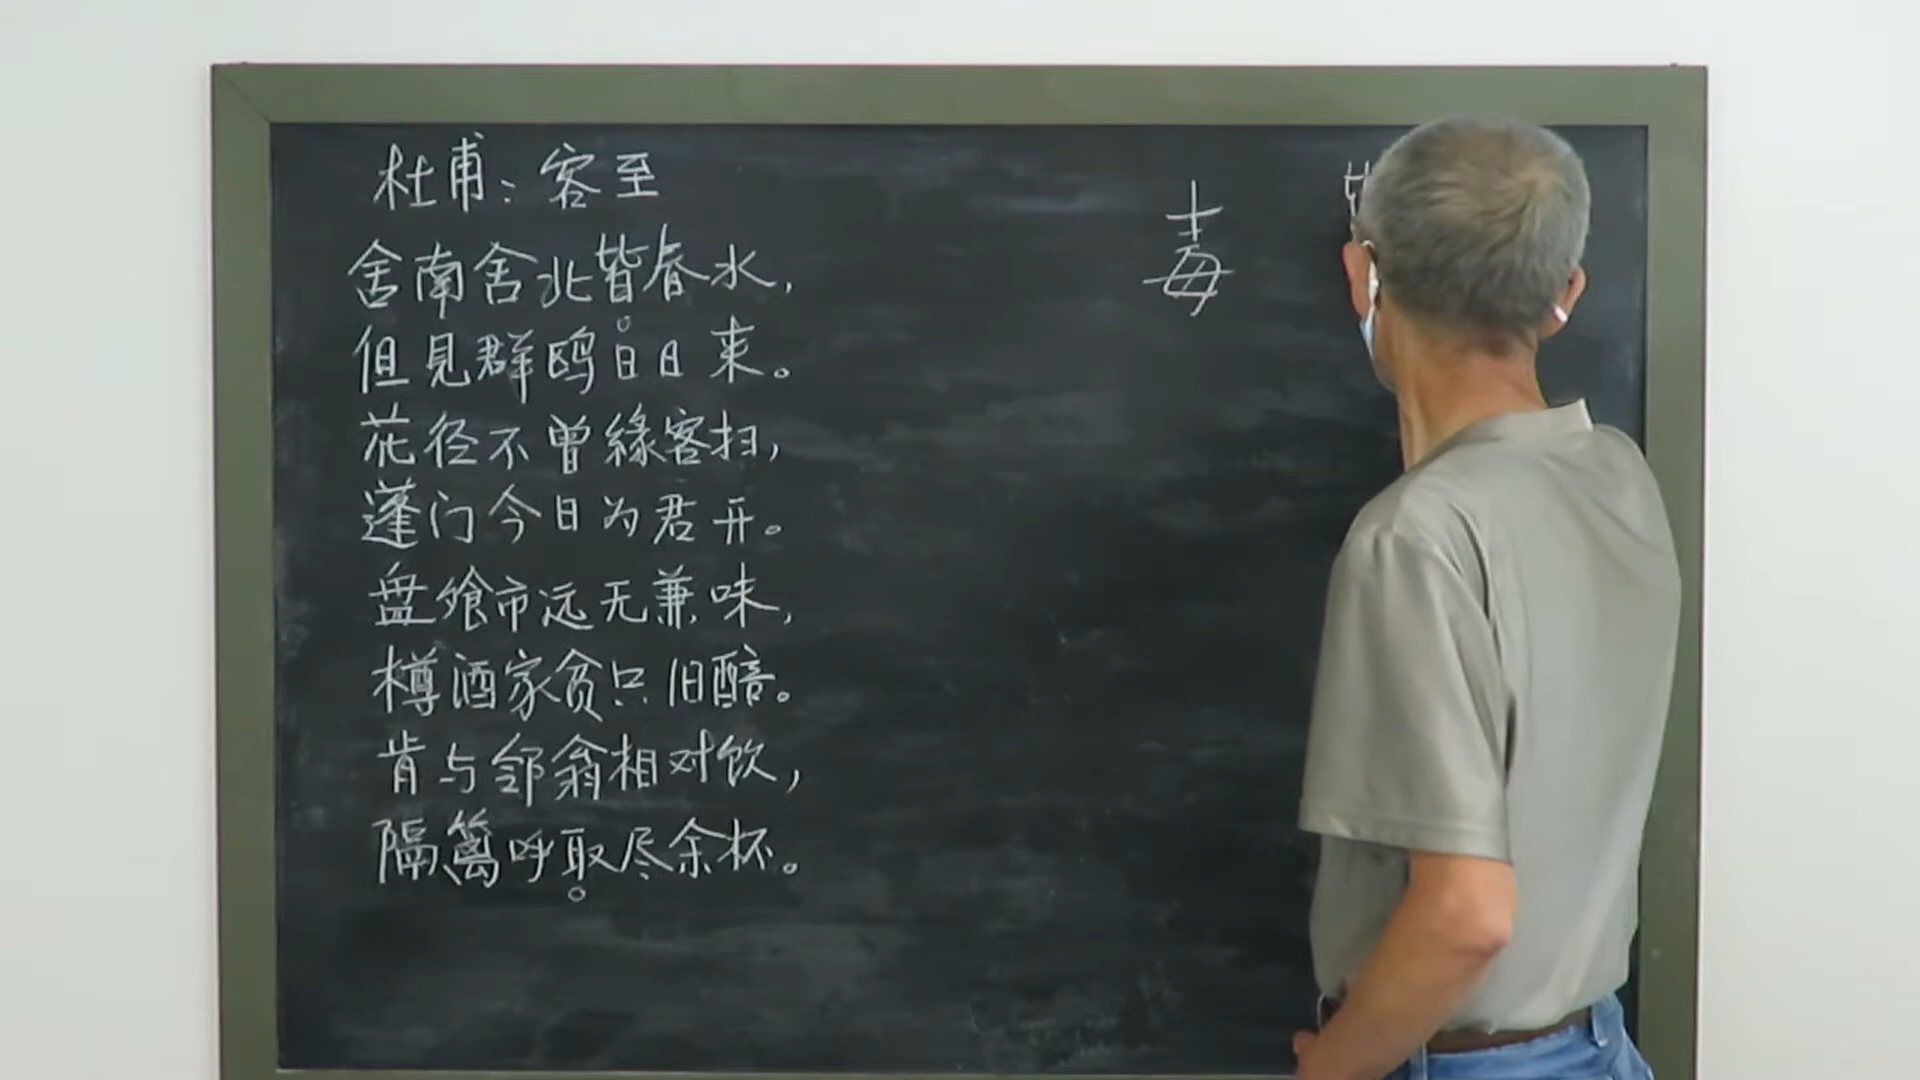 杜甫：客至
舍南舍北皆春水，
但见群鸥日日来。
花径不曾緣客扫，
蓬门今日为君开。
盘飧市远无兼味，
樽酒家贫只旧醅。
肯与邻翁相对饮，
隔篱呼取尽余杯。
毒